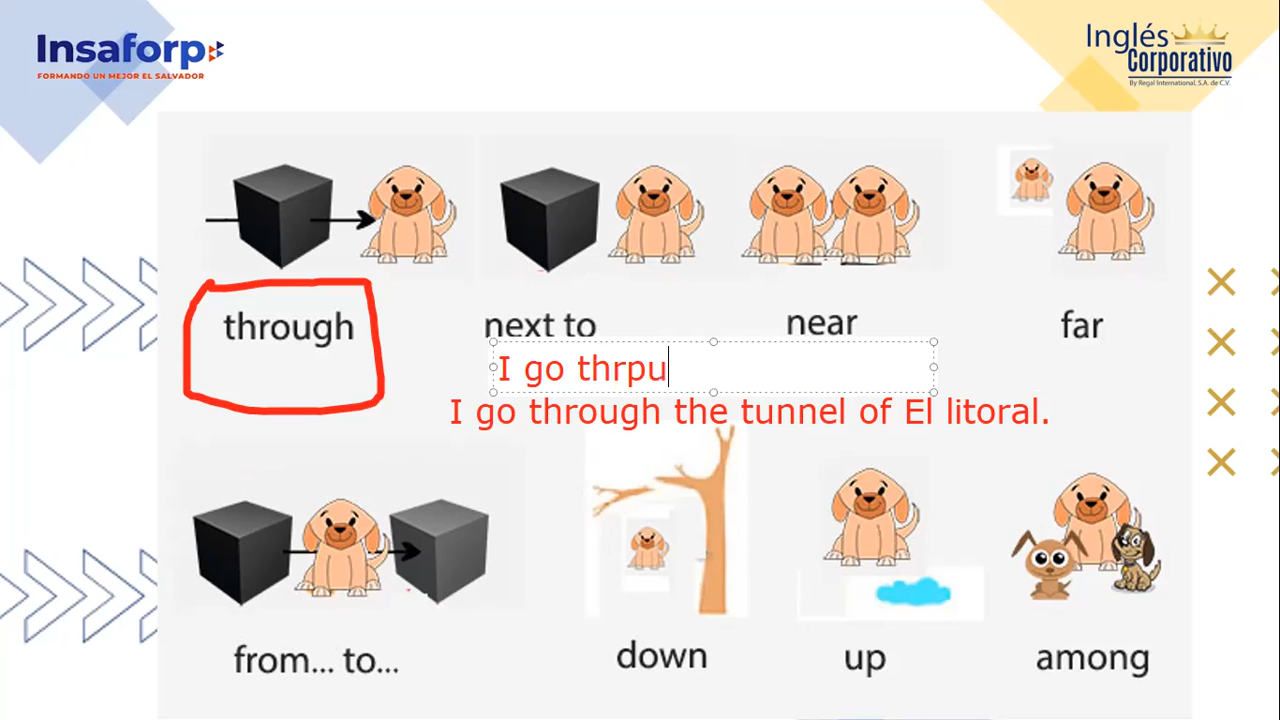 Insaforp
FORMANDO UN MEJOR EL SALVADOR
Inglés
Corporativo
By Regal International, S.A. de C.V.
through
next to
near
far
I go thrpu
I go through the tunnel of El litoral.
from... to...
down
up
among